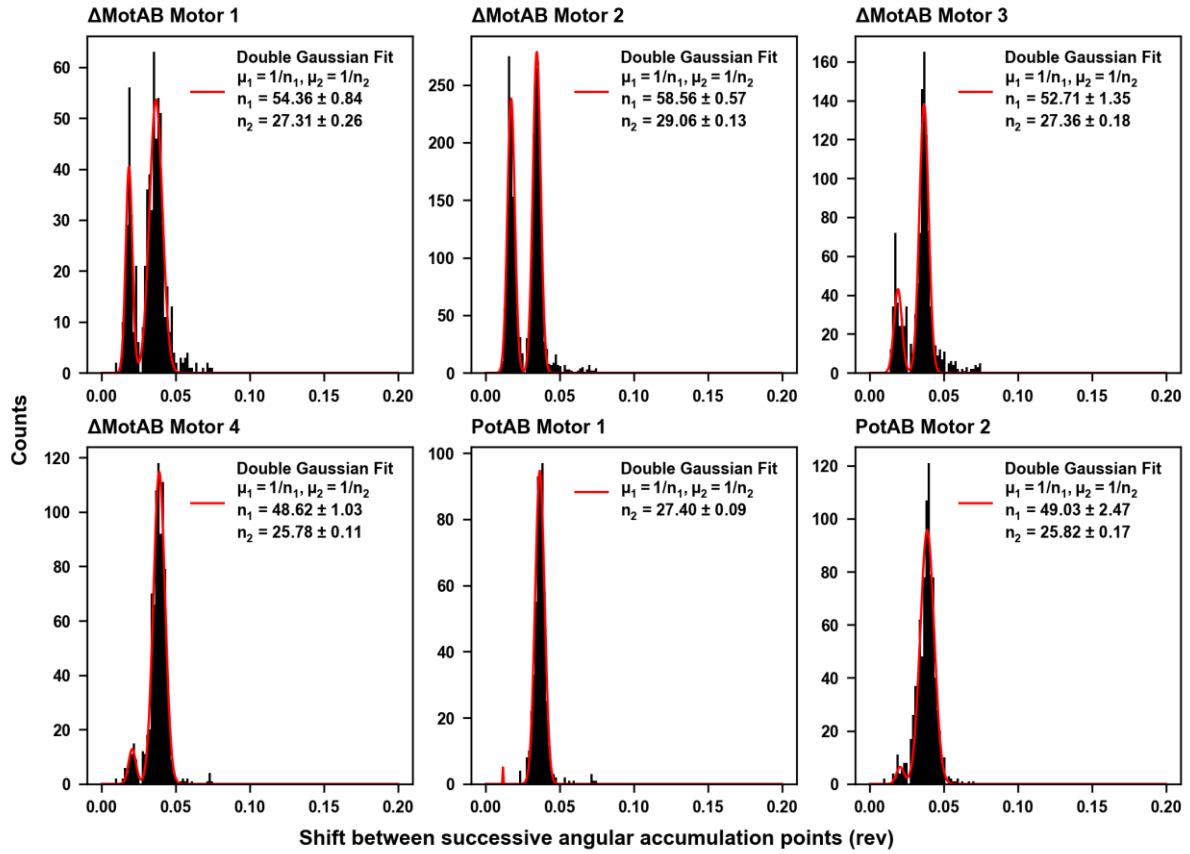 ΔMotAB Motor 1
60
50
40
30
20
10
0
0.00 0.05 0.10 0.15 0.20
Double Gaussian Fit
μ₁ = 1/n₁, μ₂ = 1/n₂
n₁ = 54.36 ± 0.84
n₂ = 27.31 ± 0.26
ΔMotAB Motor 2
250
200
150
100
50
0
0.00 0.05 0.10 0.15 0.20
Double Gaussian Fit
μ₁ = 1/n₁, μ₂ = 1/n₂
n₁ = 58.56 ± 0.57
n₂ = 29.06 ± 0.13
ΔMotAB Motor 3
160
140
120
100
80
60
40
20
0
0.00 0.05 0.10 0.15 0.20
Double Gaussian Fit
μ₁ = 1/n₁, μ₂ = 1/n₂
n₁ = 52.71 ± 1.35
n₂ = 27.36 ± 0.18
Counts
ΔMotAB Motor 4
120
100
80
60
40
20
0
0.00 0.05 0.10 0.15 0.20
Double Gaussian Fit
μ₁ = 1/n₁, μ₂ = 1/n₂
n₁ = 48.62 ± 1.03
n₂ = 25.78 ± 0.11
PotAB Motor 1
100
80
60
40
20
0
0.00 0.05 0.10 0.15 0.20
Double Gaussian Fit
μ₁ = 1/n₁, μ₂ = 1/n₂
n₂ = 27.40 ± 0.09
PotAB Motor 2
120
100
80
60
40
20
0
0.00 0.05 0.10 0.15 0.20
Double Gaussian Fit
μ₁ = 1/n₁, μ₂ = 1/n₂
n₁ = 49.03 ± 2.47
n₂ = 25.82 ± 0.17
Shift between successive angular accumulation points (rev)